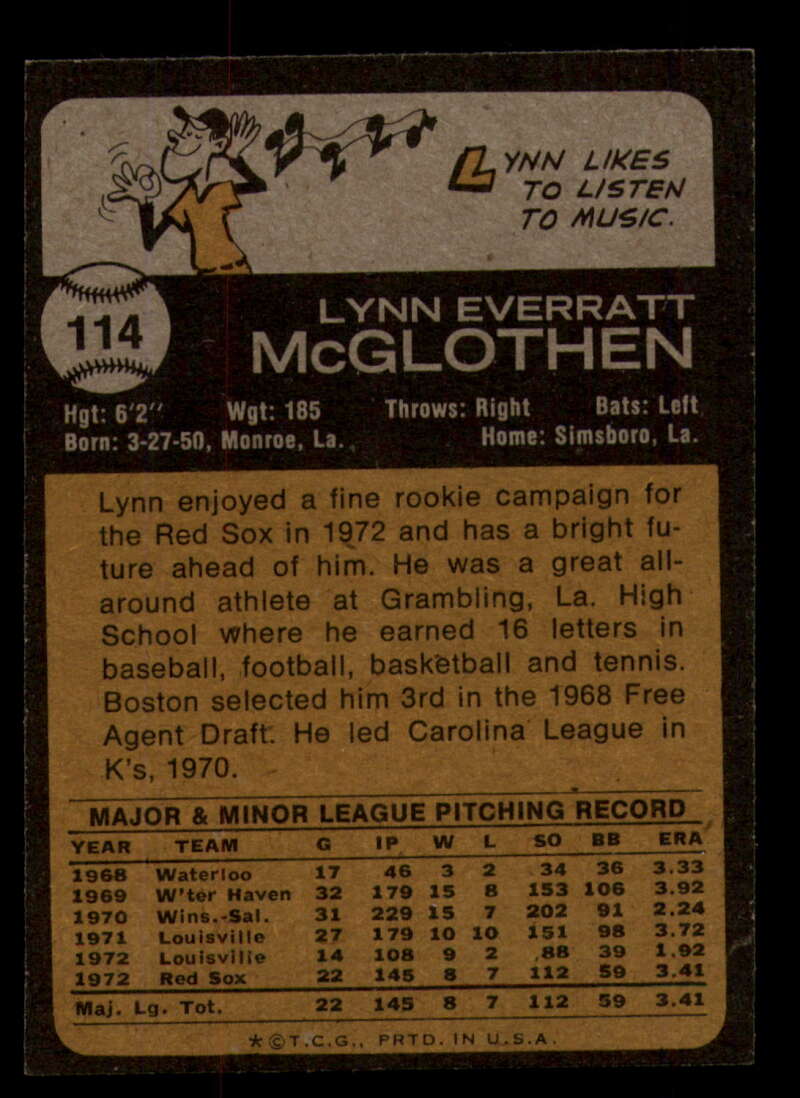 LYNN LIKES
TO LISTEN
TO MUSIC.
114
LYNN EVERRATT
McGLOTHEN
Hgt: 6'2" Wgt: 185 Throws: Right Bats: Left
Born: 3-27-50, Monroe, La. Home: Simsboro, La.
Lynn enjoyed a fine rookie campaign for
the Red Sox in 1972 and has a bright fu-
ture ahead of him. He was a great all-
around athlete at Grambling, La. High
School where he earned 16 letters in
baseball, football, basketball and tennis.
Boston selected him 3rd in the 1968 Free
Agent Draft. He led Carolina League in
K's, 1970.
MAJOR & MINOR LEAGUE PITCHING RECORD
YEAR TEAM G IP W L SO BB ERA
1968 Waterloo 17 46 3 2 34 36 3.33
1969 W'ter Haven 32 179 15 8 153 106 3.92
1970 Wins.-Sal. 31 229 15 7 202 91 2.24
1971 Louisville 27 179 10 10 151 98 3.72
1972 Louisville 14 108 9 2 88 39 1.92
1972 Red Sox 22 145 8 7 112 59 3.41
Maj. Lg. Tot. 22 145 8 7 112 59 3.41
*©T.C.G., PRTD. IN U.S.A.